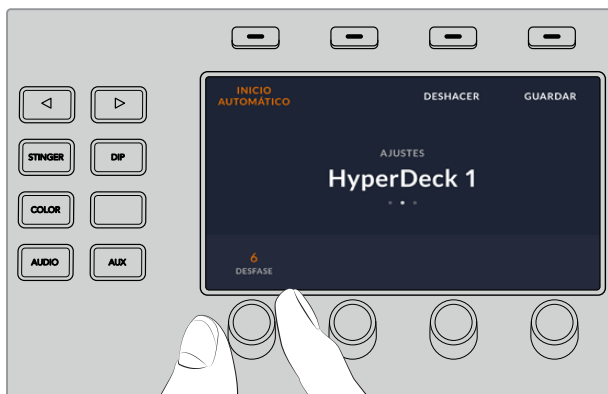 INICIO
AUTOMÁTICO
DESHACER
GUARDAR
AJUSTES
HyperDeck 1
6
DESFASE
STINGER
DIP
COLOR
AUDIO
AUX